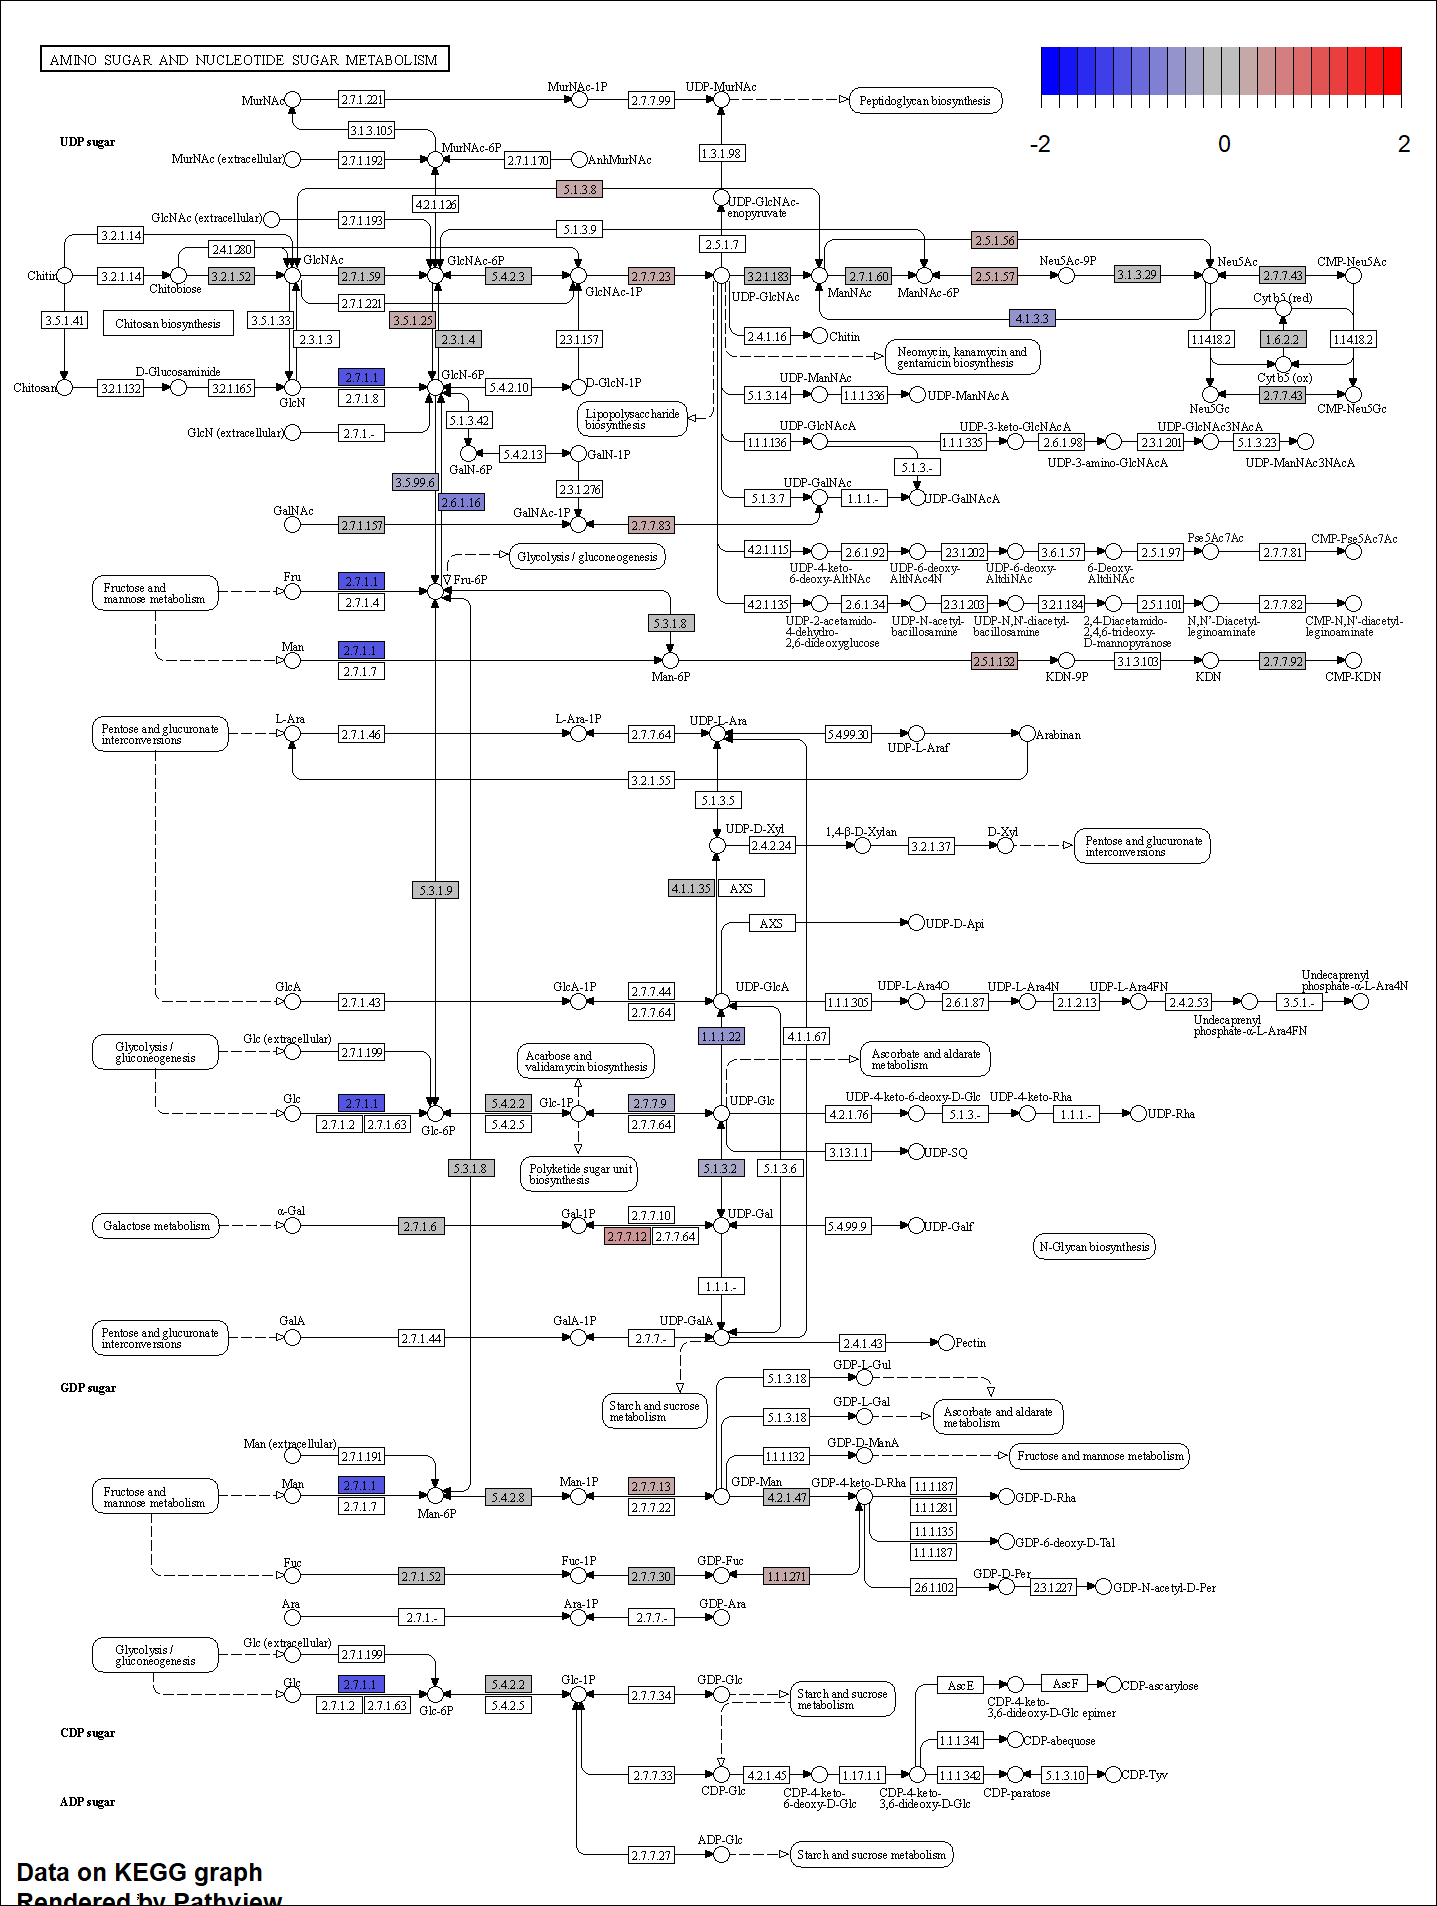 AMINO SUGAR AND NUCLEOTIDE SUGAR METABOLISM
-2 0 2
MurNAc 2.7.1.221 MurNAc-1P 2.7.7.99 UDP-MurNAc Peptidoglycan biosynthesis
3.1.3.105
UDP sugar
MurNAc (extracellular) 2.7.1.192 MurNAc-6P 2.7.1.170 AnhMurNAc 1.3.1.98
5.1.3.8
4.2.1.126 UDP-GlcNAc-
enopyruvate
GlcNAc (extracellular) 2.7.1.193
3.2.1.14 2.4.1.280 5.1.3.9 2.5.1.7 2.5.1.56
GlcNAc GlcNAc-6P Neu5Ac-9P Neu5Ac CMP-Neu5Ac
Chitin 3.2.1.14 3.2.1.52 2.7.1.59 5.4.2.3 2.7.7.23 3.2.1.183 2.7.1.60 2.5.1.57 3.1.3.29 2.7.7.43
Chitobiose GlcNAc-1P UDP-GlcNAc ManNAc ManNAc-6P
2.7.1.221 Cytb5 (red)
3.5.1.41 Chitosan biosynthesis 3.5.1.33 3.5.1.25 4.1.3.3
2.3.1.3 2.3.1.4 2.3.1.157 2.4.1.16 Chitin 1.14.18.2 1.6.2.2 1.14.18.2
Neomycin, kanamycin and
gentamicin biosynthesis
D-Glucosaminide 2.7.1.1 GlcN-6P UDP-ManNAc Cytb5 (ox)
Chitosan 3.2.1.132 3.2.1.165 GlcN 2.7.1.8 5.4.2.10 D-GlcN-1P 5.1.3.14 1.1.1.336 UDP-ManNAcA 2.7.7.43
Neu5Gc CMP-Neu5Gc
Lipopolysaccharide
biosynthesis
GlcN (extracellular) 2.7.1.- 5.1.3.42
UDP-GlcNAcA UDP-3-keto-GlcNAcA UDP-GlcNAc3NAcA
1.1.1.136 1.1.1.335 2.6.1.98 2.3.1.201 5.1.3.23
UDP-3-amino-GlcNAcA UDP-ManNAc3NAcA
GalN-6P 5.4.2.13 GalN-1P 5.1.3.-
3.5.99.6 2.6.1.16 2.3.1.276 UDP-GalNAc
5.1.3.7 1.1.1.- UDP-GalNAcA
GalNAc 2.7.1.157 GalNAc-1P 2.7.7.83
Glycolysis / gluconeogenesis
4.2.1.115 2.6.1.92 2.3.1.202 3.6.1.57 2.5.1.97 Pse5Ac7Ac 2.7.7.81 CMP-Pse5Ac7Ac
UDP-4-keto-
6-deoxy-AltNAc
UDP-6-deoxy-
AltNAc4N
UDP-6-deoxy-
AltdiNAc
6-Deoxy-
AltdiNAc
Fructose and
mannose metabolism
Fru 2.7.1.1 Fru-6P
2.7.1.4
4.2.1.135 2.6.1.34 2.3.1.203 3.2.1.184 2.5.1.101 2.7.7.82
UDP-2-acetamido-
4-dehydro-
2,6-dideoxyglucose
UDP-N-acetyl-
bacillosamine
UDP-N,N'-diacetyl-
bacillosamine
2,4-Diacetamido-
2,4,6-trideoxy-
D-mannopyranose
N,N'-Diacetyl-
leginoaminate
CMP-N,N'-diacetyl-
leginoaminate
5.3.1.8
Man 2.7.1.1
2.7.1.7 Man-6P 2.5.1.132 KDN-9P 3.1.3.103 KDN 2.7.7.92 CMP-KDN
Pentose and glucuronate
interconversions
L-Ara 2.7.1.46 L-Ara-1P 2.7.7.64 UDP-L-Ara 5.4.99.30 UDP-L-Araf Arabinan
3.2.1.55
5.1.3.5
UDP-D-Xyl 2.4.2.24 1,4-β-D-Xylan 3.2.1.37 D-Xyl
Pentose and glucuronate
interconversions
5.3.1.9 4.1.1.35 AXS
AXS UDP-D-Api
GlcA 2.7.1.43 GlcA-1P 2.7.7.44 UDP-GlcA
2.7.7.64
1.1.1.305 UDP-L-Ara4O 2.6.1.87 UDP-L-Ara4N 2.1.2.13 UDP-L-Ara4FN 2.4.2.53 3.5.1.-
Undecaprenyl
phosphate-α-L-Ara4N
Undecaprenyl
phosphate-α-L-Ara4FN
1.1.1.22 4.1.1.67
Glycolysis /
gluconeogenesis
Glc (extracellular) 2.7.1.199
Acarbose and
validamycin biosynthesis
Ascorbate and aldarate
metabolism
Glc 2.7.1.1 5.4.2.2 Glc-1P 2.7.7.9 UDP-Glc
2.7.1.2 2.7.1.63 Glc-6P 5.4.2.5 2.7.7.64
4.2.1.76 UDP-4-keto-6-deoxy-D-Glc 5.1.3.- UDP-4-keto-Rha 1.1.1.- UDP-Rha
3.13.1.1 UDP-SQ
5.3.1.8
Polyketide sugar unit
biosynthesis
5.1.3.2 5.1.3.6
Galactose metabolism α-Gal 2.7.1.6 Gal-1P 2.7.7.10 UDP-Gal 5.4.99.9 UDP-Galf
2.7.7.12 2.7.7.64
N-Glycan biosynthesis
1.1.1.-
Pentose and glucuronate
interconversions
GalA 2.7.1.44 GalA-1P 2.7.7.- UDP-GalA 2.4.1.43 Pectin
GDP sugar
Starch and sucrose
metabolism
5.1.3.18 GDP-L-Gul
5.1.3.18 GDP-L-Gal
Ascorbate and aldarate
metabolism
Man (extracellular) 2.7.1.191 1.1.1.132 GDP-D-ManA Fructose and mannose metabolism
Fructose and
mannose metabolism
Man 2.7.1.1 Man-1P 2.7.7.13 GDP-Man GDP-4-keto-D-Rha 1.1.1.187
2.7.1.7 Man-6P 5.4.2.8 2.7.7.22 4.2.1.47 1.1.1.281 GDP-D-Rha
1.1.1.135
1.1.1.187 GDP-6-deoxy-D-Tal
Fuc 2.7.1.52 Fuc-1P 2.7.7.30 GDP-Fuc 1.1.1.271 2.6.1.102 GDP-D-Per 2.3.1.227 GDP-N-acetyl-D-Per
Ara 2.7.1.- Ara-1P 2.7.7.- GDP-Ara
Glycolysis /
gluconeogenesis
Glc (extracellular) 2.7.1.199
Glc 2.7.1.1 5.4.2.2 Glc-1P 2.7.7.34 GDP-Glc
2.7.1.2 2.7.1.63 Glc-6P 5.4.2.5
Starch and sucrose
metabolism
AscE AscF CDP-ascarylose
CDP-4-keto-
3,6-dideoxy-D-Glc epimer
CDP sugar
1.1.1.341 CDP-abequose
2.7.7.33 CDP-Glc 4.2.1.45 1.17.1.1 1.1.1.342 5.1.3.10 CDP-Tyv
CDP-4-keto-
6-deoxy-D-Glc
CDP-4-keto-
3,6-dideoxy-D-Glc
CDP-paratose
ADP sugar
2.7.7.27 ADP-Glc Starch and sucrose metabolism
Data on KEGG graph
Rendered by Pathview